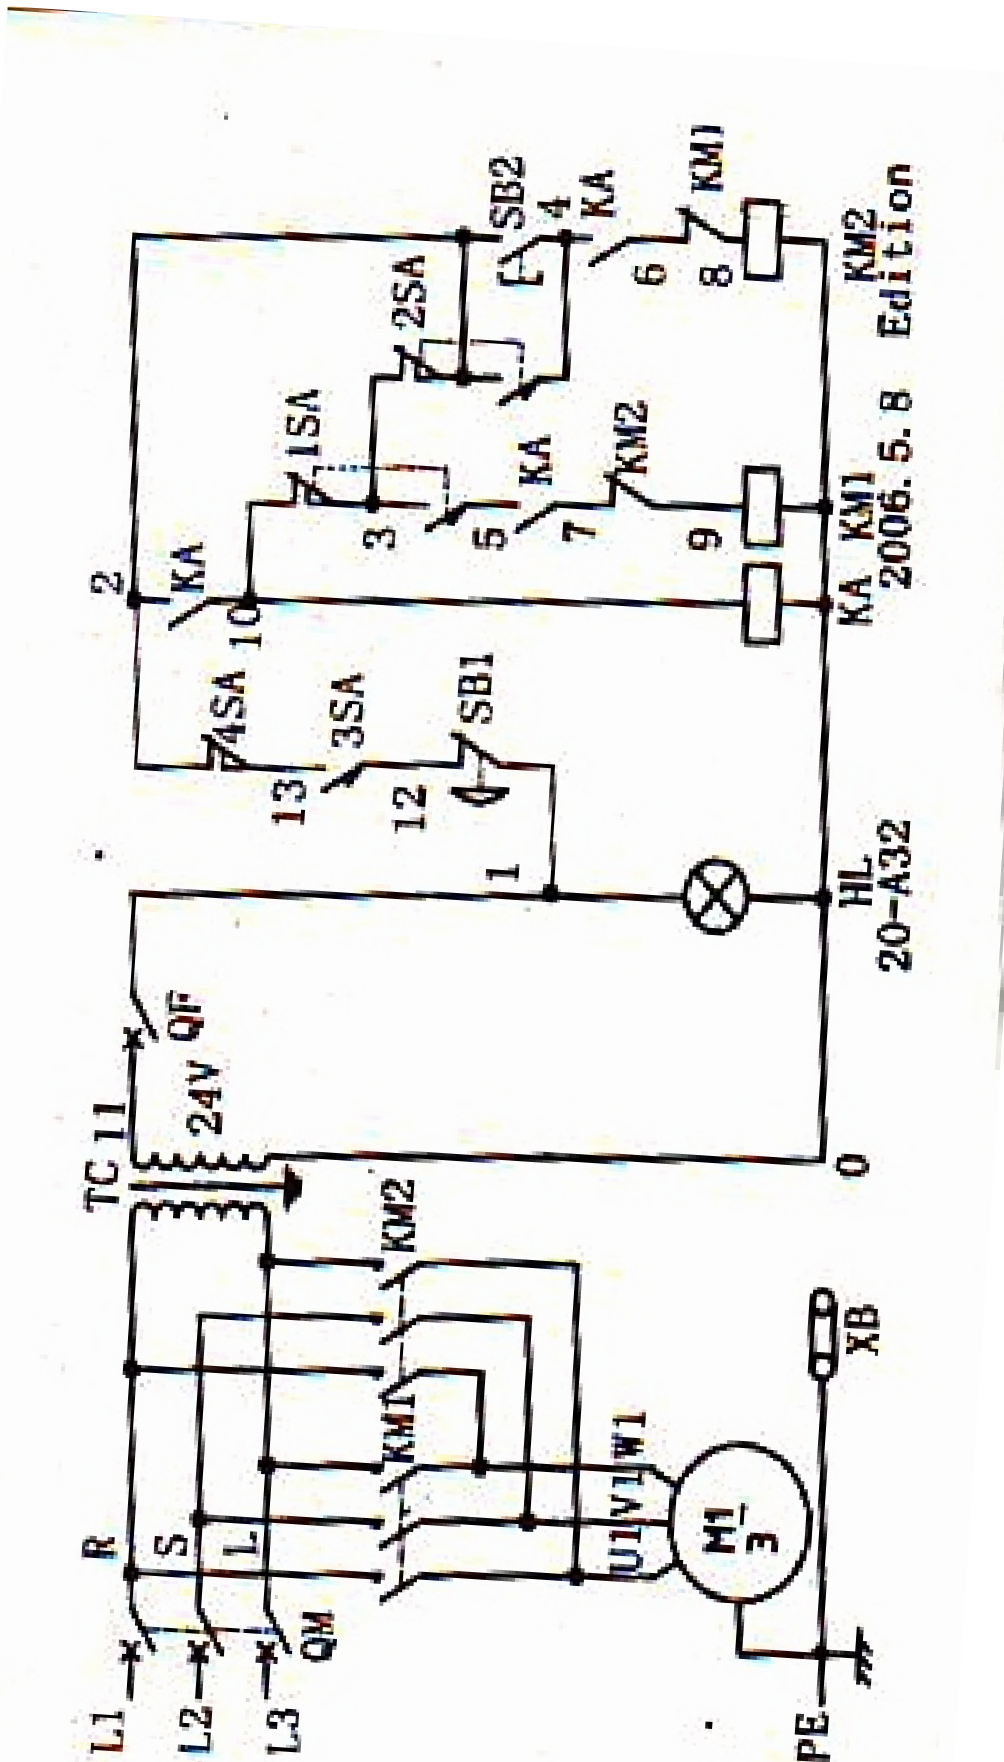 L1
L2
L3
QM
R
S
L
KM1
KM2
U1 V1 W1
M1
3
PE
XB
TC
11
24V
QF
0
1
HL
20-A32
2
4SA
13
3SA
12
SB1
KA
10
1SA
3
5
KA
7
KM2
9
KA KM1
2006.5.B Edition
2SA
SB2
4
KA
6
KM1
8
KM2